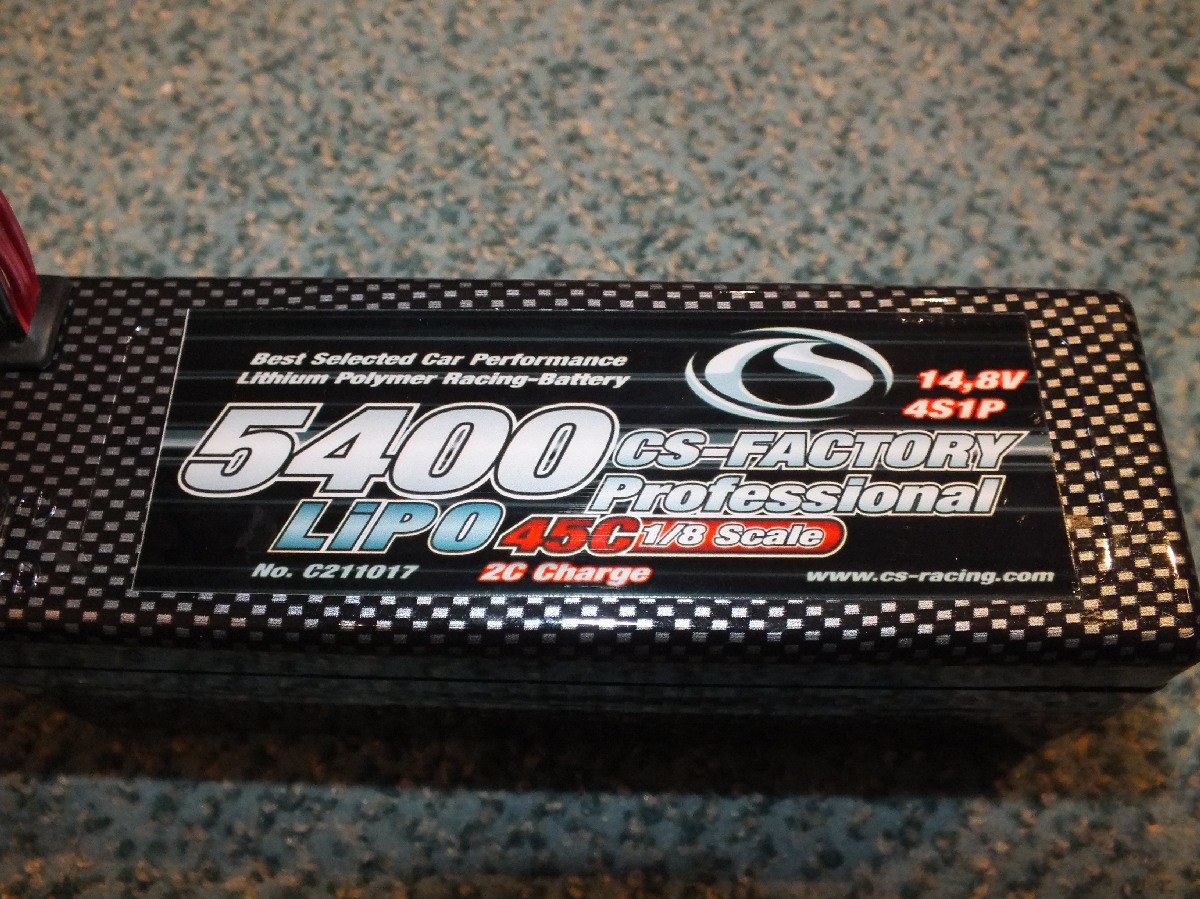 Best Selected Car Performance
Lithium Polymer Racing-Battery
CS
14,8V
4S1P
5400
CS-FACTORY
Professional
LiPO 45C 1/8 Scale
No. C211017
2C Charge
www.cs-racing.com